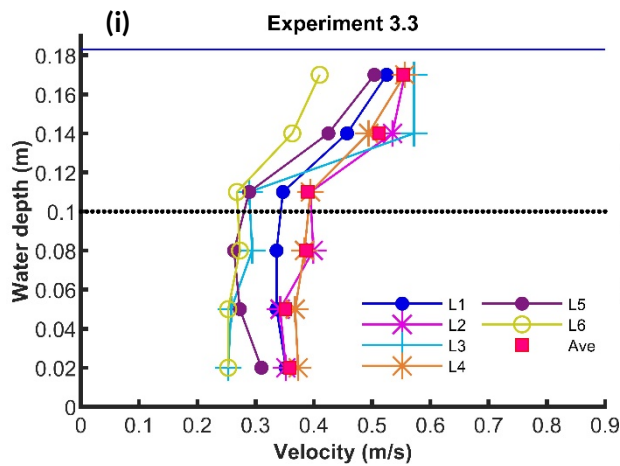 (i)
Experiment 3.3
Water depth (m)
0.18
0.16
0.14
0.12
0.1
0.08
0.06
0.04
0.02
0
L1
L2
L3
L4
L5
L6
Ave
0
0.1
0.2
0.3
0.4
0.5
0.6
0.7
0.8
0.9
Velocity (m/s)